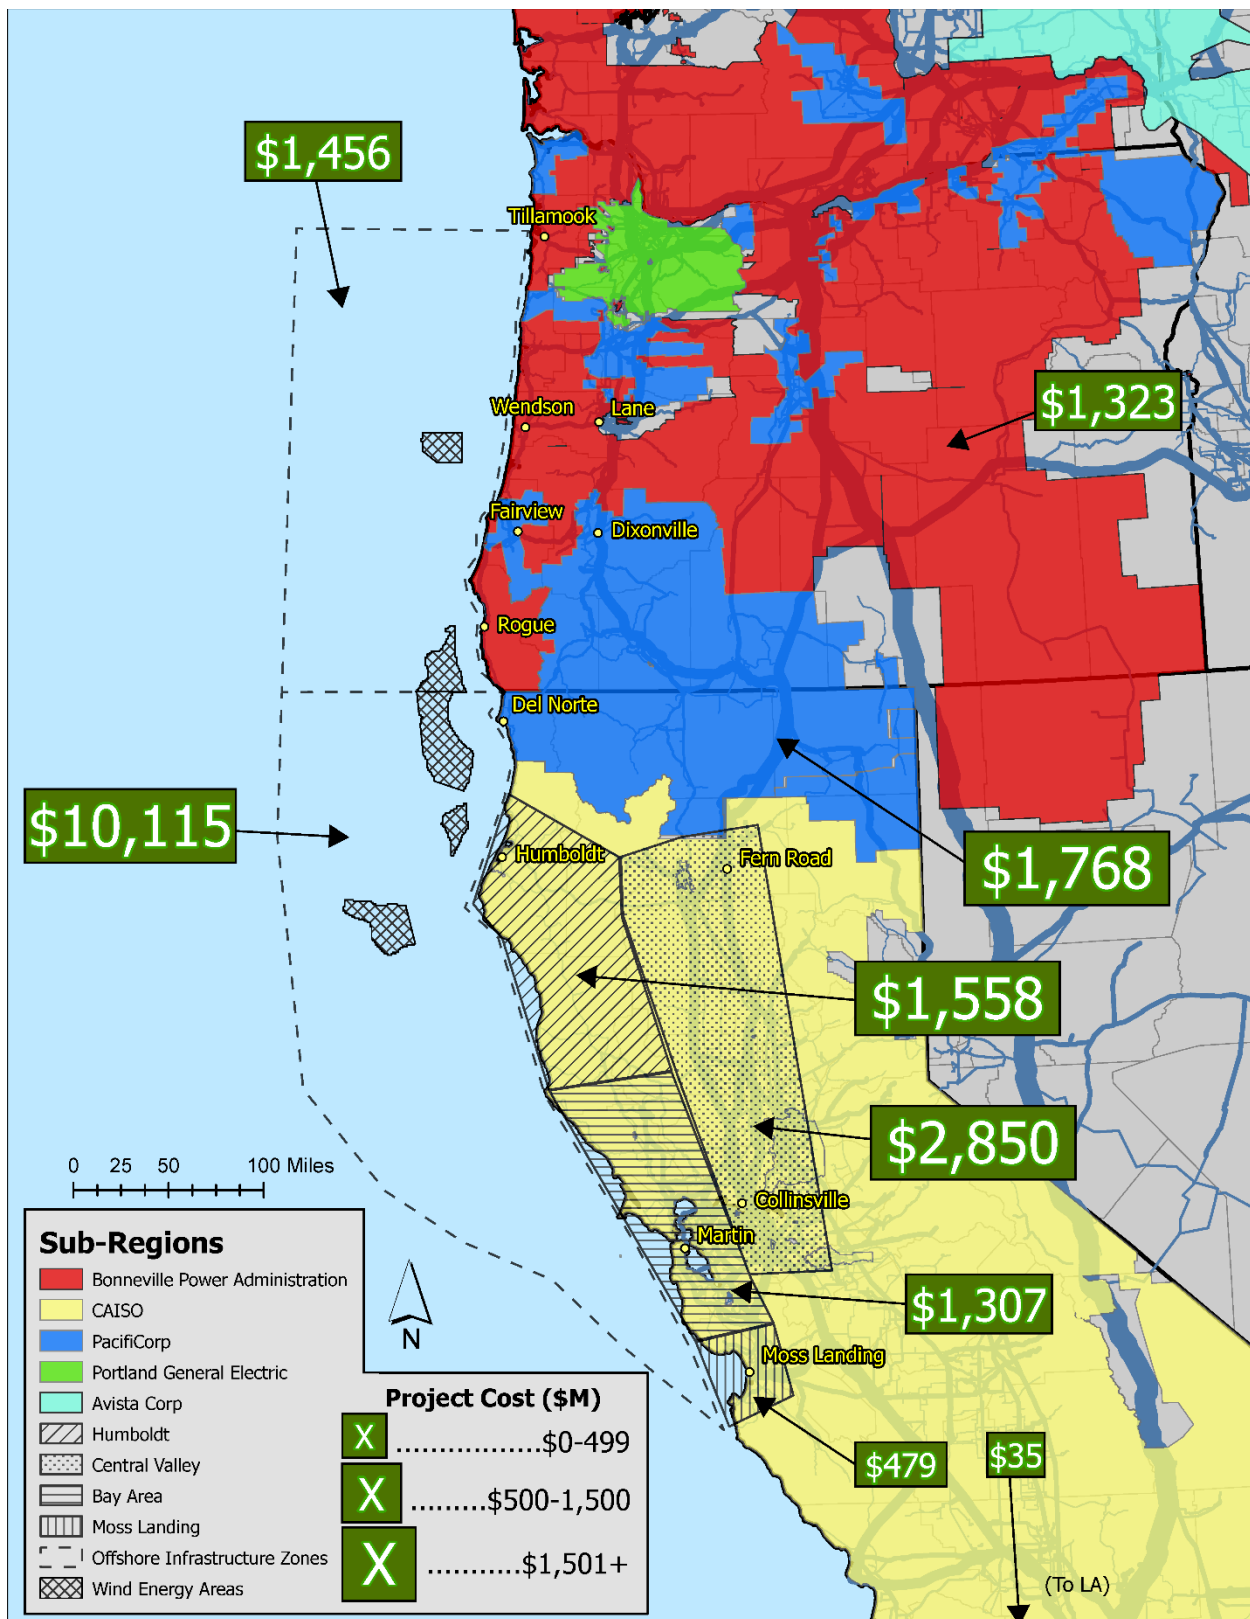 $1,456
Tillamook
$1,323
Wendson
Lane
Fairview
Dixonville
Rogue
Del Norte
$10,115
Humboldt
Fern Road
$1,768
$1,558
$2,850
0 25 50 100 Miles
Collinsville
Martin
$1,307
Moss Landing
$479
$35
(To LA)
N
Sub-Regions
Bonneville Power Administration
CAISO
PacifiCorp
Portland General Electric
Avista Corp
Humboldt
Central Valley
Bay Area
Moss Landing
Offshore Infrastructure Zones
Wind Energy Areas
Project Cost ($M)
X .................$0-499
X .........$500-1,500
X ...........$1,501+